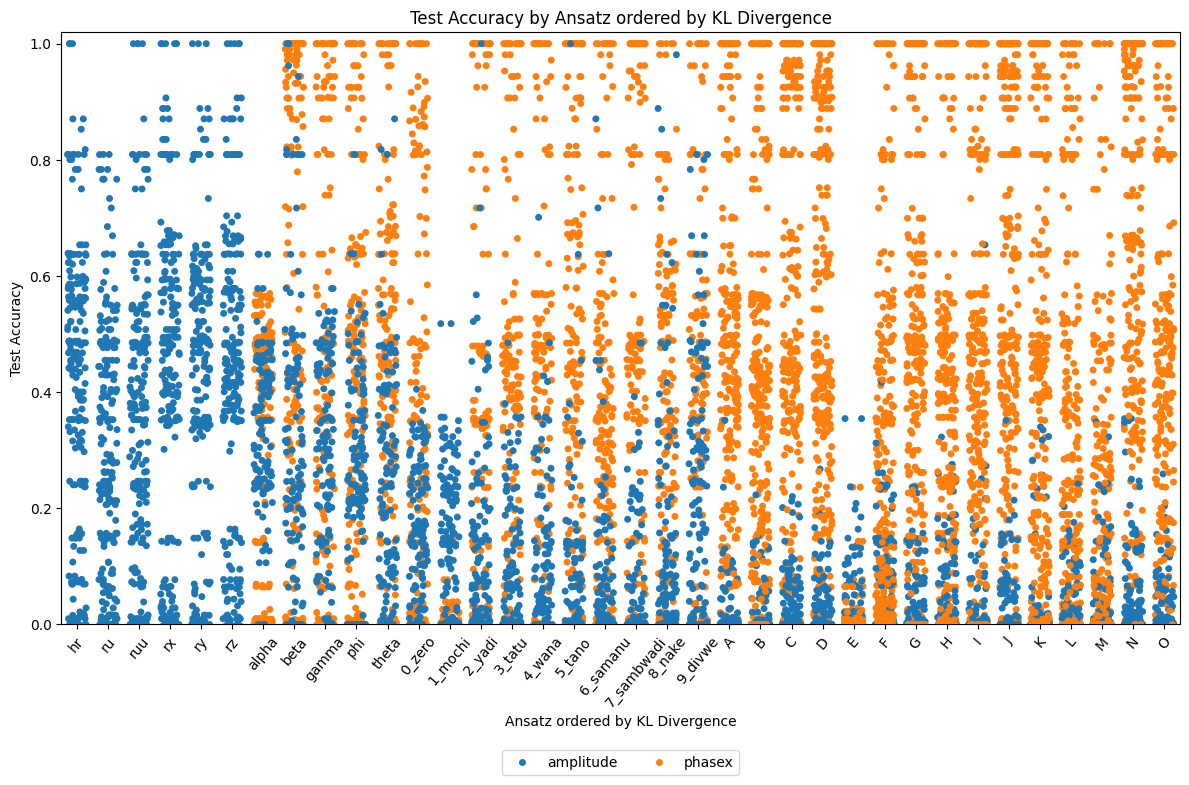 Test Accuracy by Ansatz ordered by KL Divergence
Test Accuracy
1.0
0.8
0.6
0.4
0.2
0.0
hr
ru
ruu
rx
ry
rz
alpha
beta
gamma
phi
theta
0_zero
1_mochi
2_yadi
3_tatu
4_wana
5_tano
6_samanu
7_sambwadi
8_nake
9_divwe
A
B
C
D
E
F
G
H
I
J
K
L
M
N
O
Ansatz ordered by KL Divergence
amplitude
phasex